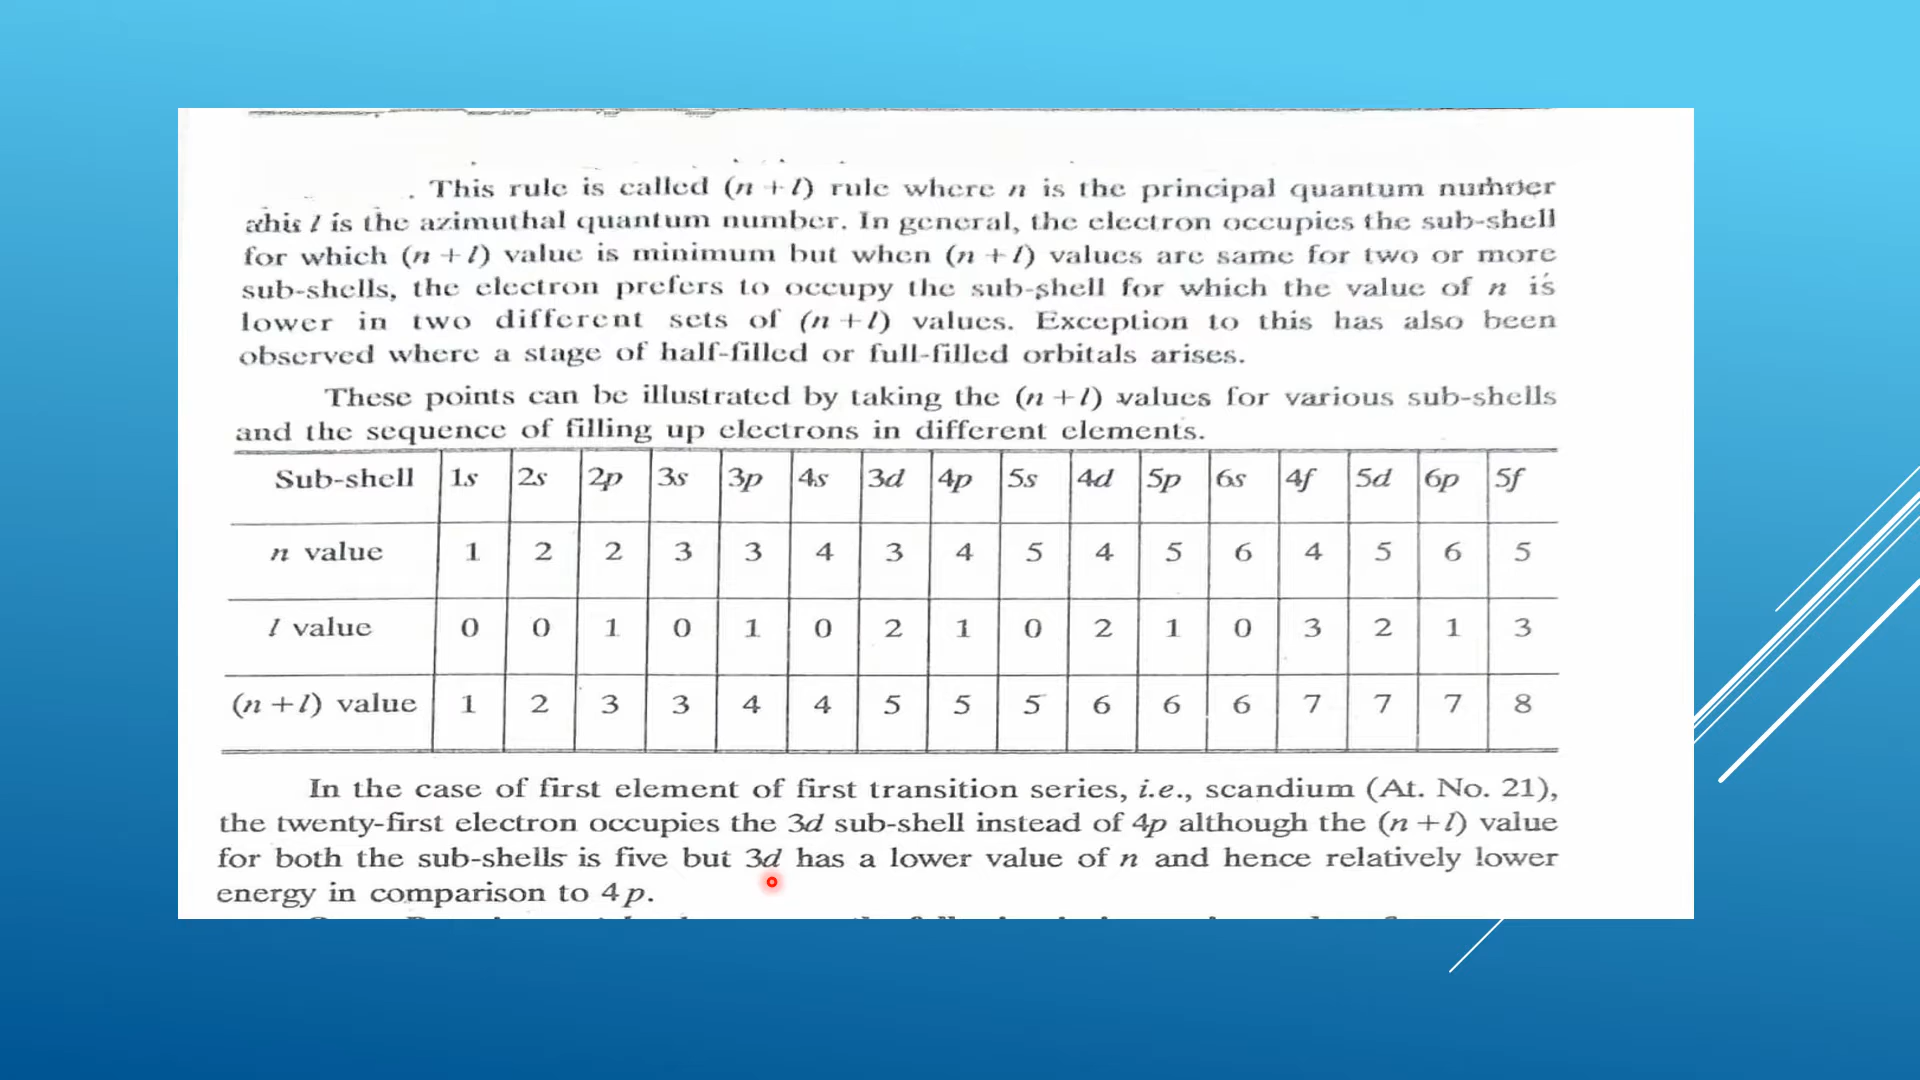 . This rule is called (n + l) rule where n is the principal quantum number
l is the azimuthal quantum number. In general, the electron occupies the sub-shell
for which (n + l) value is minimum but when (n + l) values are same for two or more
sub-shells, the electron prefers to occupy the sub-shell for which the value of n is
lower in two different sets of (n + l) values. Exception to this has also been
observed where a stage of half-filled or full-filled orbitals arises.
These points can be illustrated by taking the (n + l) values for various sub-shells
and the sequence of filling up electrons in different elements.
Sub-shell 1s 2s 2p 3s 3p 4s 3d 4p 5s 4d 5p 6s 4f 5d 6p 5f
n value 1 2 2 3 3 4 3 4 5 4 5 6 4 5 6 5
l value 0 0 1 0 1 0 2 1 0 2 1 0 3 2 1 3
(n + l) value 1 2 3 3 4 4 5 5 5 6 6 6 7 7 7 8
In the case of first element of first transition series, i.e., scandium (At. No. 21),
the twenty-first electron occupies the 3d sub-shell instead of 4p although the (n + l) value
for both the sub-shells is five but 3d has a lower value of n and hence relatively lower
energy in comparison to 4p.